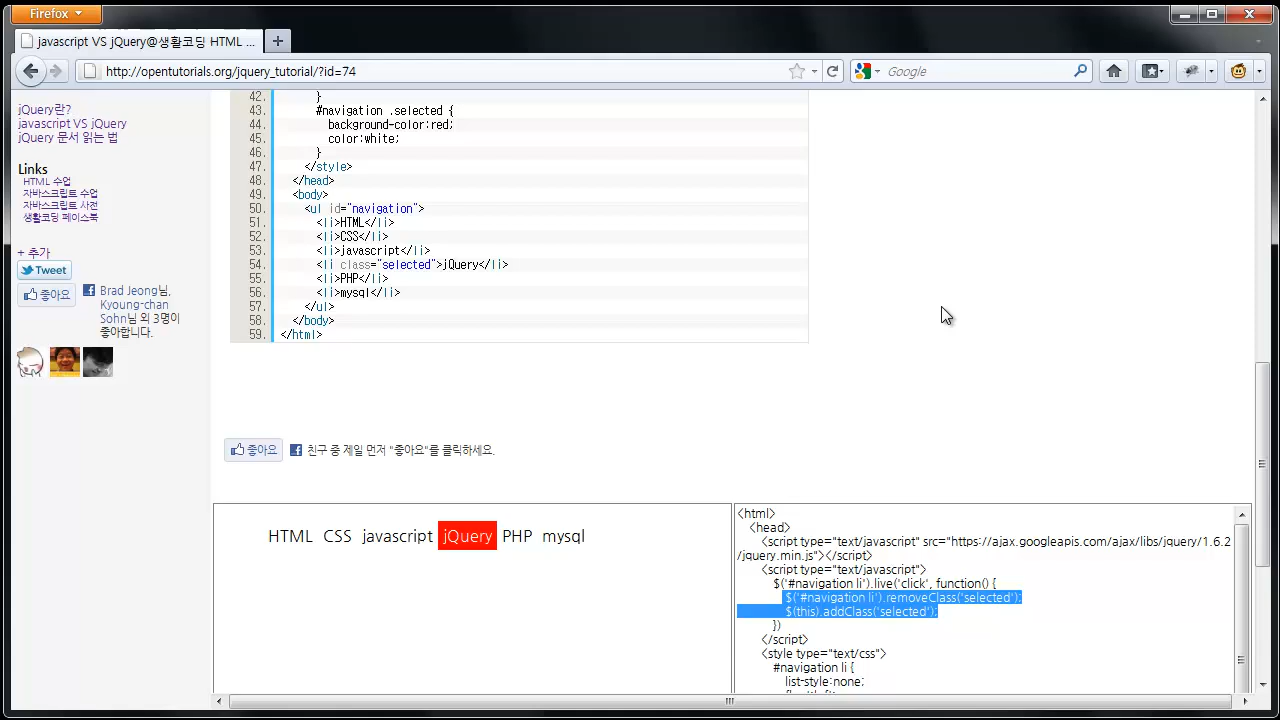 Firefox
javascript VS jQuery@생활코딩 HTML ...
http://opentutorials.org/jquery_tutorial/?id=74
Google
jQuery란?
javascript VS jQuery
jQuery 문서 읽는 법
Links
HTML 수업
자바스크립트 수업
자바스크립트 사전
생활코딩 페이스북
+ 추가
Tweet
좋아요
Brad Jeong님,
Kyoung-chan
Sohn님 외 3명이
좋아합니다.
42. }
43. #navigation .selected {
44. background-color:red;
45. color:white;
46. }
47. </style>
48. </head>
49. <body>
50. <ul id="navigation">
51. <li>HTML</li>
52. <li>CSS</li>
53. <li>javascript</li>
54. <li class="selected">jQuery</li>
55. <li>PHP</li>
56. <li>mysql</li>
57. </ul>
58. </body>
59. </html>
좋아요 친구 중 제일 먼저 "좋아요"를 클릭하세요.
HTML CSS javascript jQuery PHP mysql
<html>
<head>
<script type="text/javascript" src="https://ajax.googleapis.com/ajax/libs/jquery/1.6.2
/jquery.min.js"></script>
<script type="text/javascript">
$('#navigation li').live('click', function() {
$('#navigation li').removeClass('selected');
$(this).addClass('selected');
})
</script>
<style type="text/css">
#navigation li {
list-style:none;